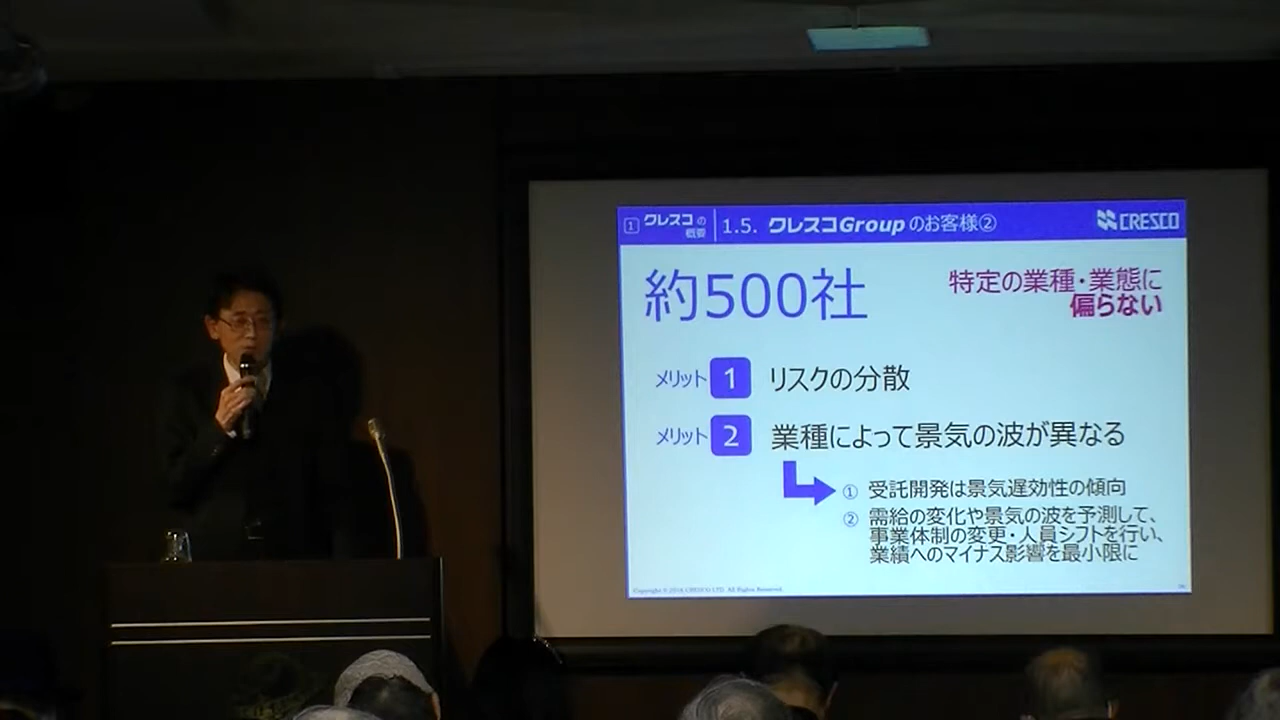 1 クレスコの概要
1.5. クレスコGroupのお客様②
CRESCO
約500社
特定の業種・業態に
偏らない
メリット 1 リスクの分散
メリット 2 業種によって景気の波が異なる
① 受託開発は景気遅効性の傾向
② 需給の変化や景気の波を予測して、
事業体制の変更・人員シフトを行い、
業績へのマイナス影響を最小限に